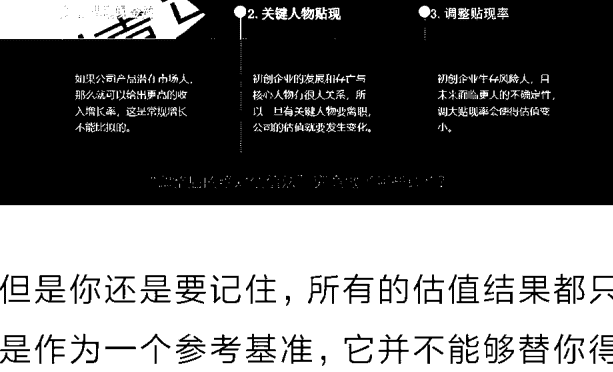 2. 关键人物贴现
3. 调整贴现率
如果公司产品潜在市场大，
那么就可以给出更高的收
入增长率，这是常规增长
不能比拟的。
初创企业的发展和存亡与
核心人物有很大关系，所
以一旦有关键人物要离职，
公司的估值就要发生变化。
初创企业生存风险大，且
未来面临更大的不确定性，
调大贴现率会使得估值变
小。
但是你还是要记住，所有的估值结果都只
是作为一个参考基准，它并不能够替你得